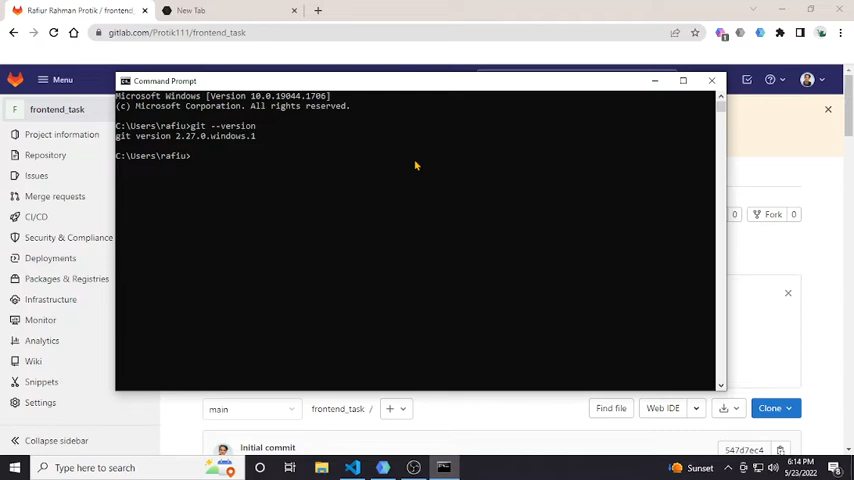 Rafiur Rahman Protik / frontend_
New Tab
gitlab.com/Protik111/frontend_task
Menu
Command Prompt
Microsoft Windows [Version 10.0.19044.1706]
(c) Microsoft Corporation. All rights reserved.
C:\Users\rafiu>git --version
git version 2.27.0.windows.1
C:\Users\rafiu>
F frontend_task
Project information
Repository
Issues
Merge requests
CI/CD
Security & Compliance
Deployments
Packages & Registries
Infrastructure
Monitor
Analytics
Wiki
Snippets
Settings
Collapse sidebar
0 Fork 0
main
frontend_task /
Find file
Web IDE
Clone
Initial commit
547d7ec4
Type here to search
Sunset
6:14 PM
5/23/2022
8